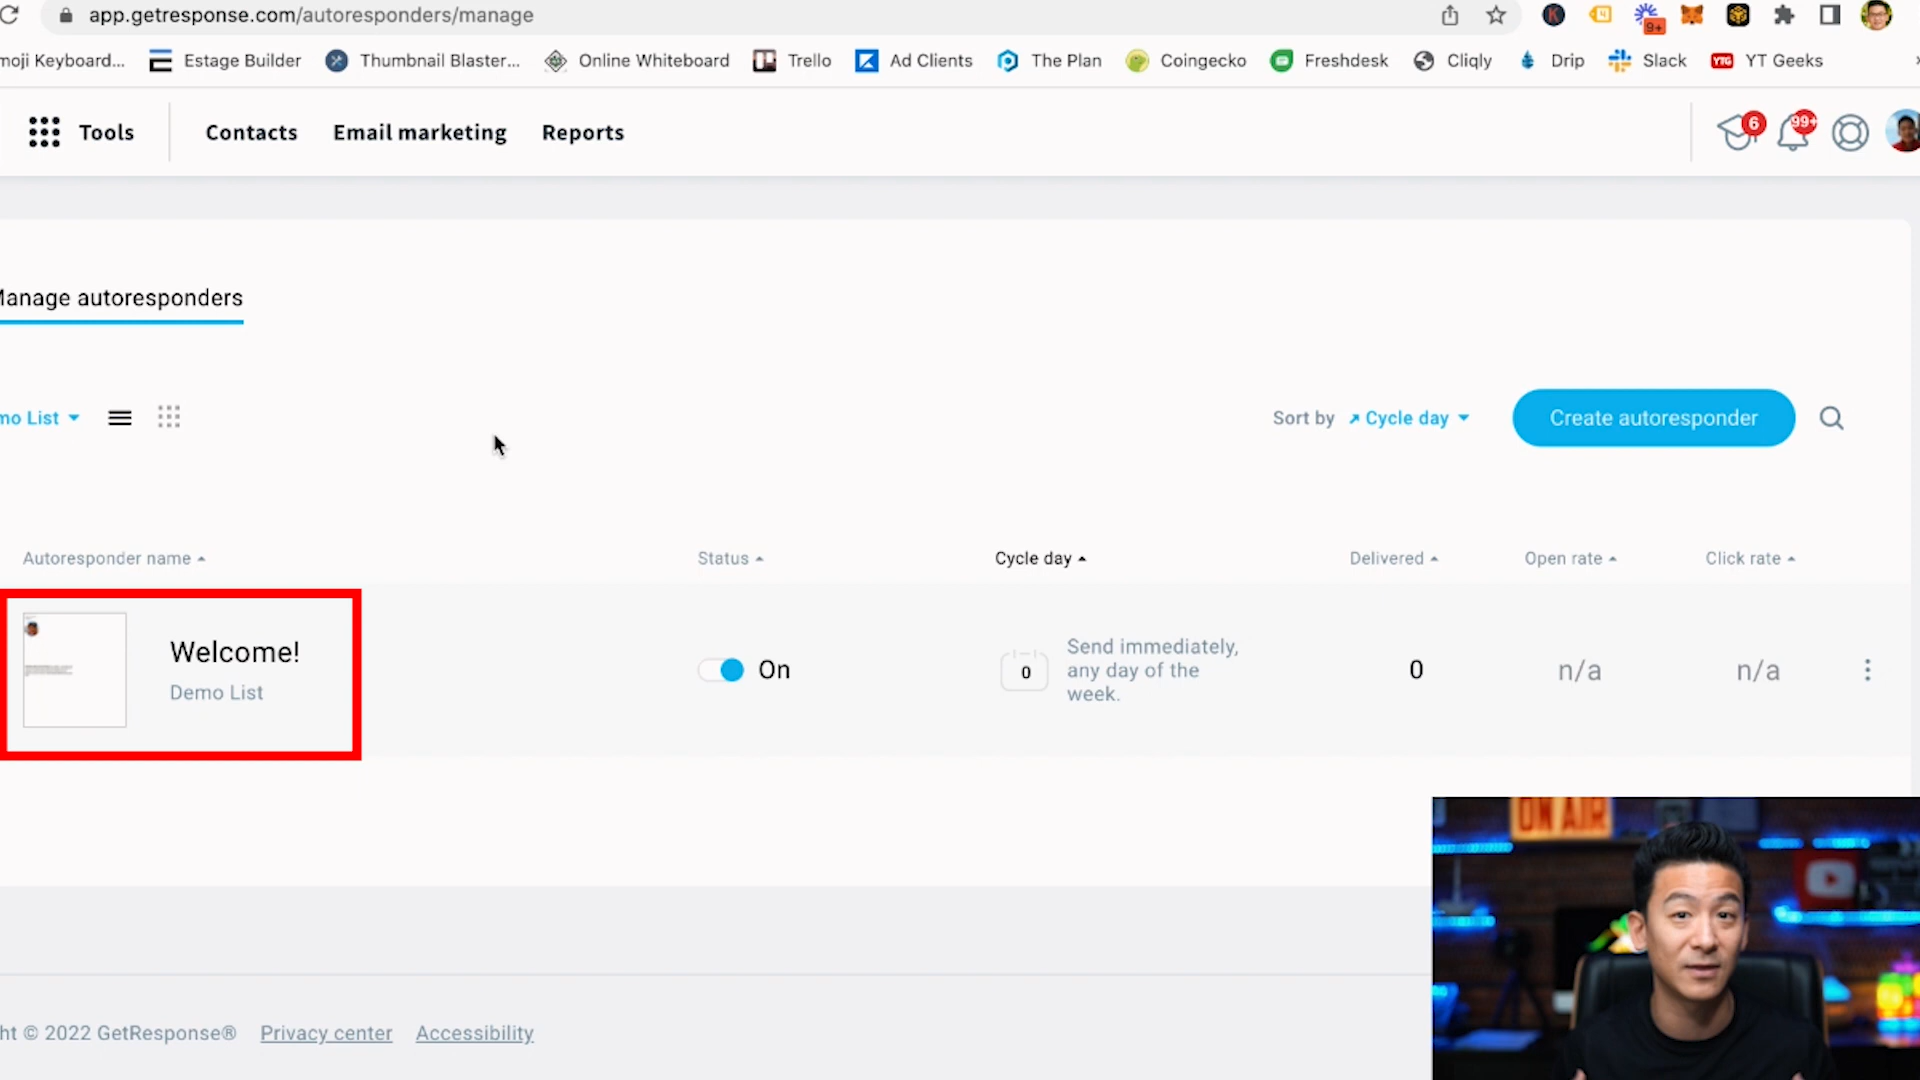 app.getresponse.com/autoresponders/manage
9+
moji Keyboard... Estage Builder Thumbnail Blaster... Online Whiteboard Trello Ad Clients The Plan Coingecko Freshdesk Cliqly Drip YTG Slack YT Geeks
Tools Contacts Email marketing Reports 6 99+
Manage autoresponders
mo List Sort by Cycle day Create autoresponder
Autoresponder name Status Cycle day Delivered Open rate Click rate
Welcome!
Demo List
On
0
Send immediately,
any day of the
week.
0 n/a n/a
ON AIR
ht © 2022 GetResponse® Privacy center Accessibility